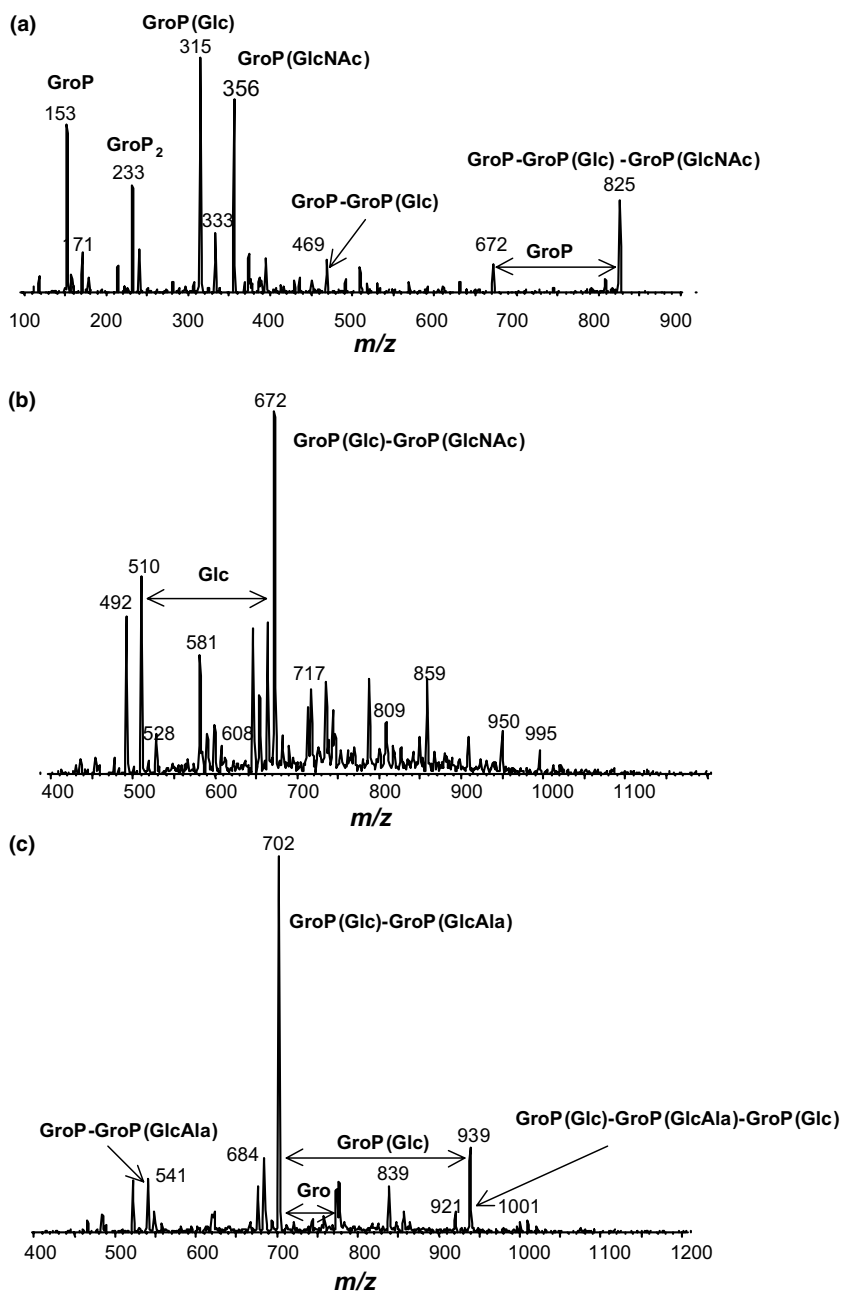 (a)
GroP(Glc)
315
GroP(GlcNAc)
356
GroP
153
GroP2
233
GroP-GroP(Glc) -GroP(GlcNAc)
825
GroP-GroP(Glc)
171
333
469
672
GroP
100 200 300 400 500 600 700 800 900
m/z
(b)
672
GroP(Glc)-GroP(GlcNAc)
510
Glc
492
581
528
608
717
809
859
950
995
400 500 600 700 800 900 1000 1100
m/z
(c)
702
GroP(Glc)-GroP(GlcAla)
GroP(Glc)-GroP(GlcAla)-GroP(Glc)
GroP-GroP(GlcAla)
GroP(Glc)
939
541
684
839
Gro
921
1001
400 500 600 700 800 900 1000 1100 1200
m/z